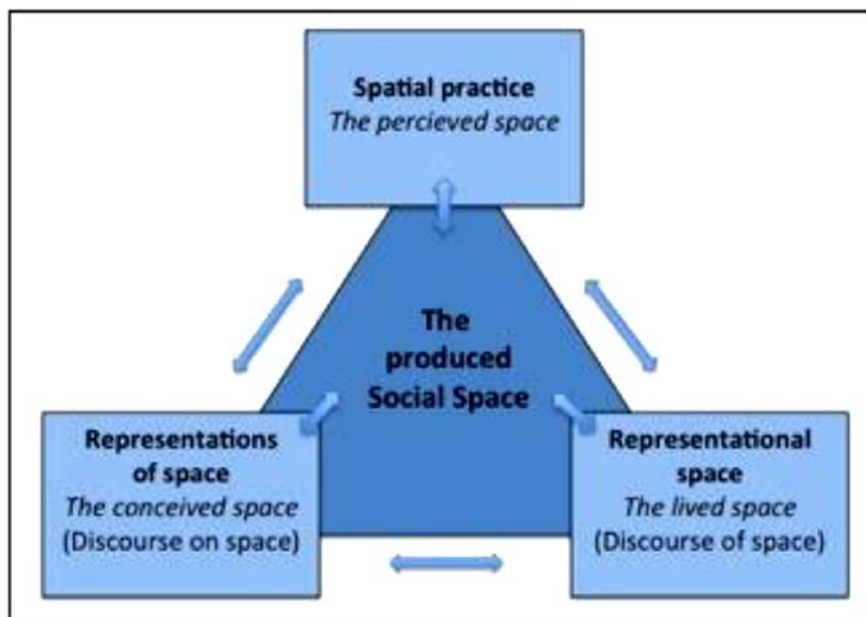 Spatial practice
The percieved space
The
produced
Social Space
Representations
of space
The conceived space
(Discourse on space)
Representational
space
The lived space
(Discourse of space)